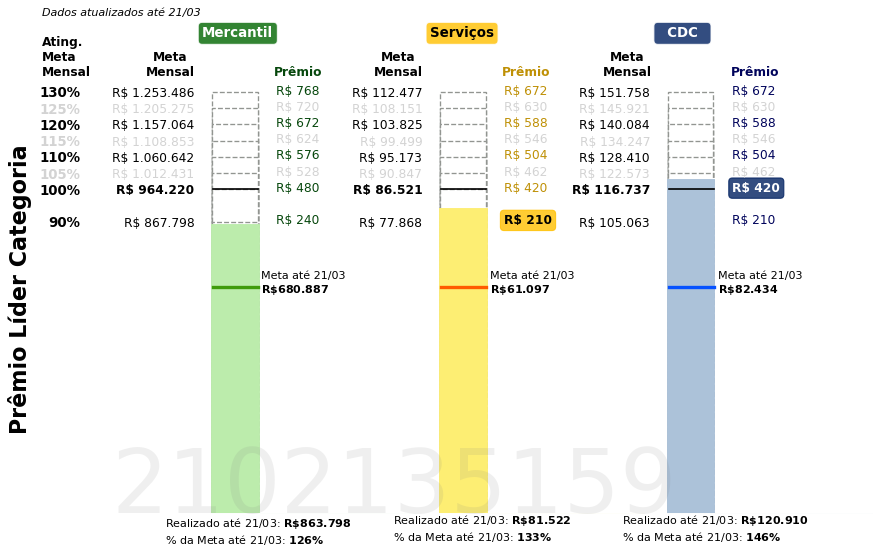 Dados atualizados até 21/03
Mercantil Serviços CDC
Ating. Meta Mensal
Meta Mensal Prêmio Meta Mensal Prêmio Meta Mensal Prêmio
130% R$ 1.253.486 R$ 768 R$ 112.477 R$ 672 R$ 151.758 R$ 672
125% R$ 1.205.275 R$ 720 R$ 108.151 R$ 630 R$ 145.921 R$ 630
120% R$ 1.157.064 R$ 672 R$ 103.825 R$ 588 R$ 140.084 R$ 588
115% R$ 1.108.853 R$ 624 R$ 99.499 R$ 546 R$ 134.247 R$ 546
110% R$ 1.060.642 R$ 576 R$ 95.173 R$ 504 R$ 128.410 R$ 504
105% R$ 1.012.431 R$ 528 R$ 90.847 R$ 462 R$ 122.573 R$ 462
100% R$ 964.220 R$ 480 R$ 86.521 R$ 420 R$ 116.737 R$ 420
90% R$ 867.798 R$ 240 R$ 77.868 R$ 210 R$ 105.063 R$ 210
Meta até 21/03 Meta até 21/03 Meta até 21/03
R$680.887 R$61.097 R$82.434
Prêmio Líder Categoria
2102135159
Realizado até 21/03: R$863.798 Realizado até 21/03: R$81.522 Realizado até 21/03: R$120.910
% da Meta até 21/03: 126% % da Meta até 21/03: 133% % da Meta até 21/03: 146%